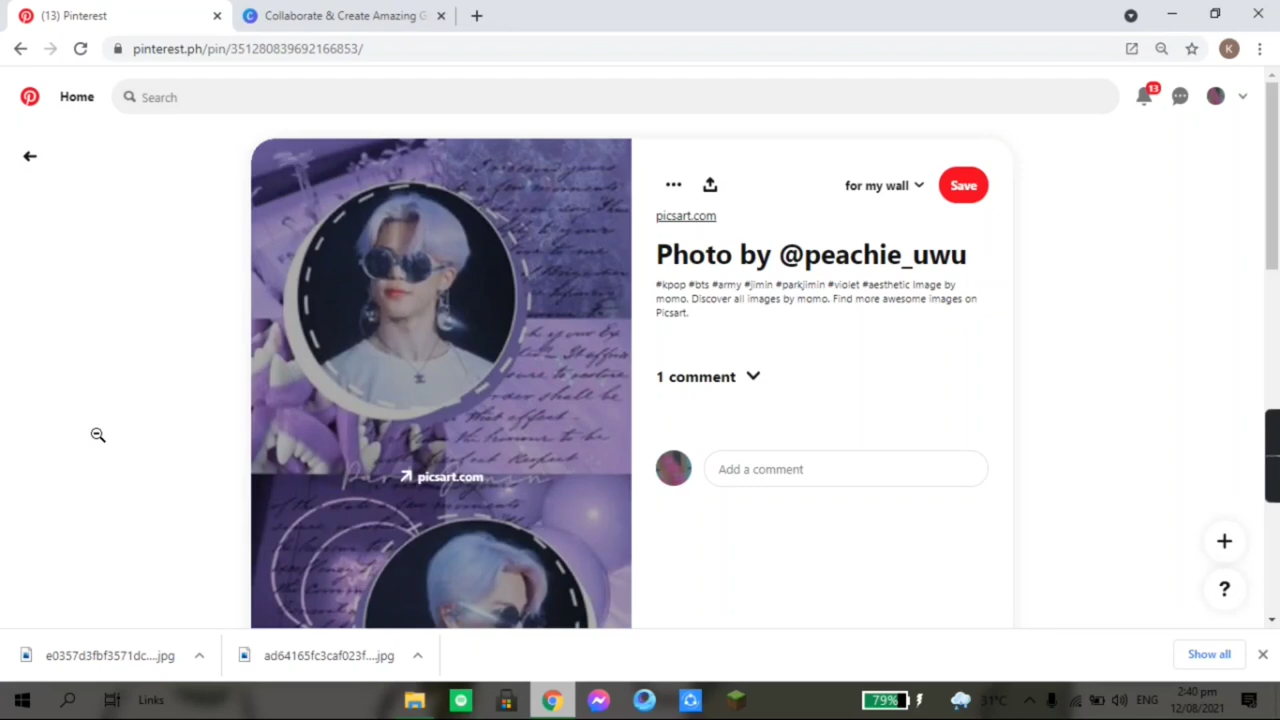 (13) Pinterest
Collaborate & Create Amazing G
pinterest.ph/pin/351280839692166853/
K
Home
Search
13
for my wall
Save
picsart.com
Photo by @peachie_uwu
#kpop #bts #army #jimin #parkjimin #violet #aesthetic Image by
momo. Discover all images by momo. Find more awesome images on
Picsart.
1 comment
Add a comment
picsart.com
+
?
e0357d3fbf3571dc....jpg
ad64165fc3caf023f....jpg
Show all
Links
79%
31°C
ENG
2:40 pm
12/08/2021